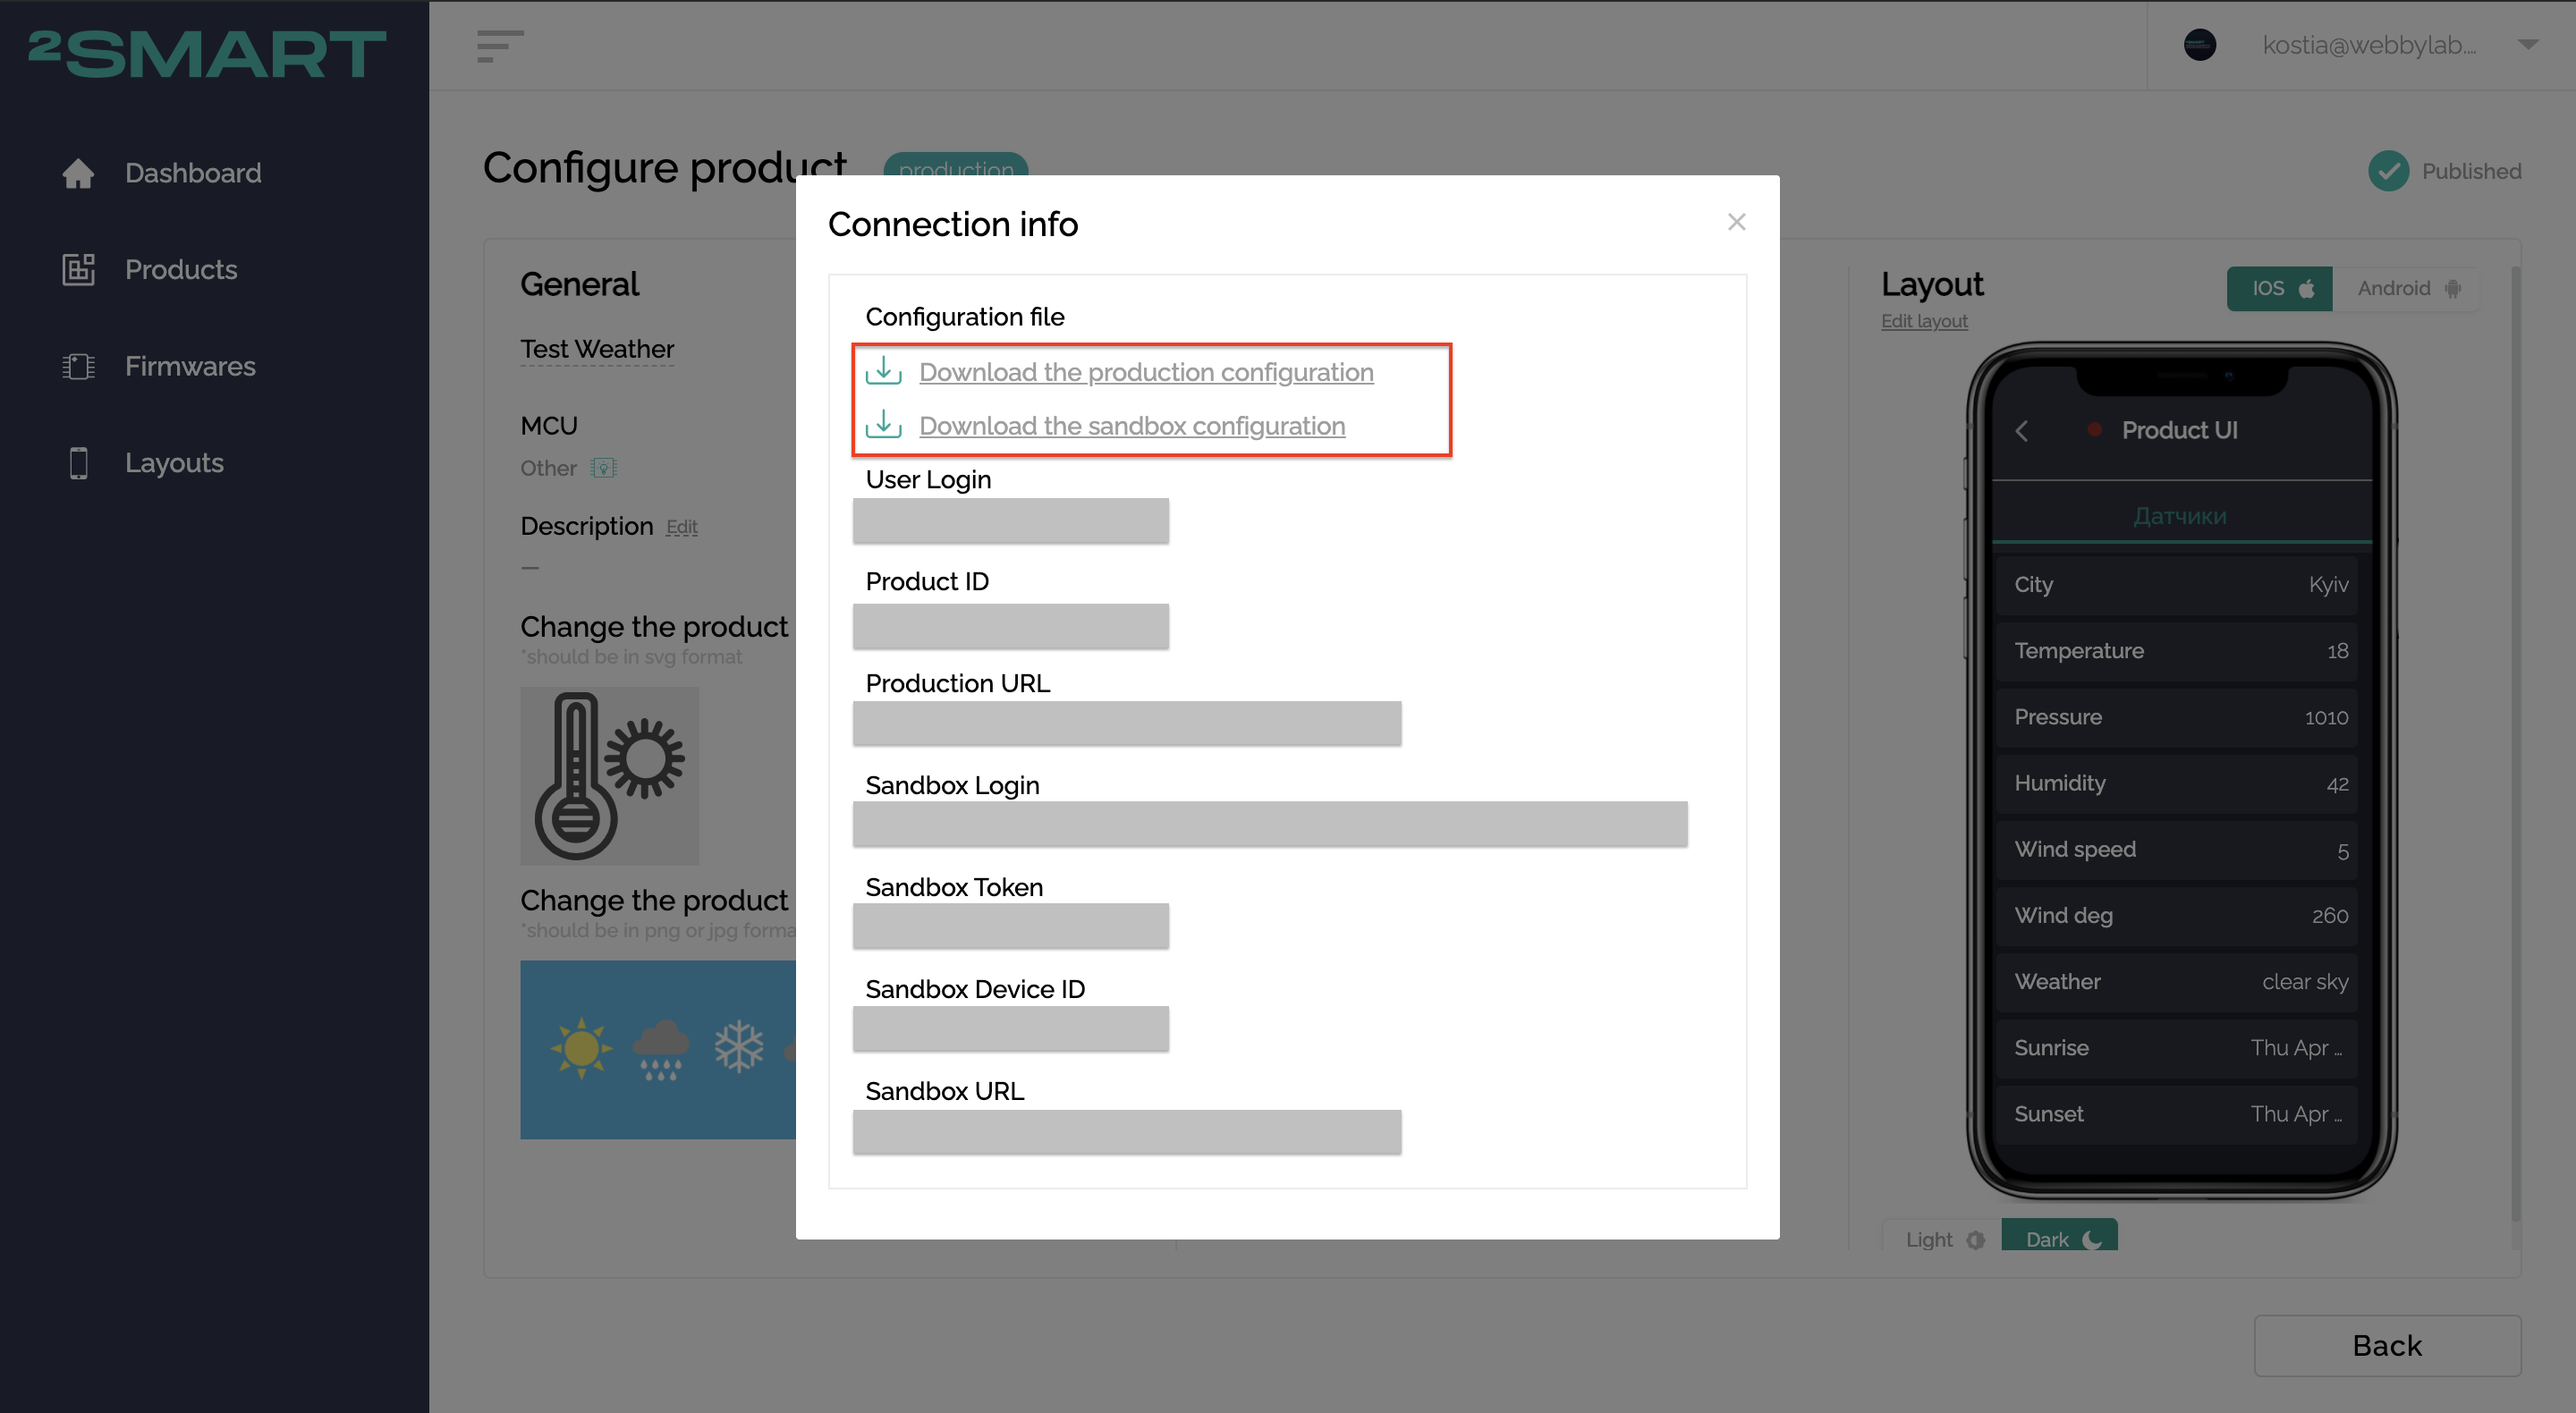 ²SMART
kostia@webbylab....
Dashboard
Products
Firmwares
Layouts
Configure product
production
Published
General
Test Weather
MCU
Other
Description Edit
—
Change the product
*should be in svg format
Change the product
*should be in png or jpg forma
Connection info
Configuration file
Download the production configuration
Download the sandbox configuration
User Login
Product ID
Production URL
Sandbox Login
Sandbox Token
Sandbox Device ID
Sandbox URL
Layout
Edit layout
IOS
Android
Product UI
Датчики
City Kyiv
Temperature 18
Pressure 1010
Humidity 42
Wind speed 5
Wind deg 260
Weather clear sky
Sunrise Thu Apr ...
Sunset Thu Apr ...
Light
Dark
Back